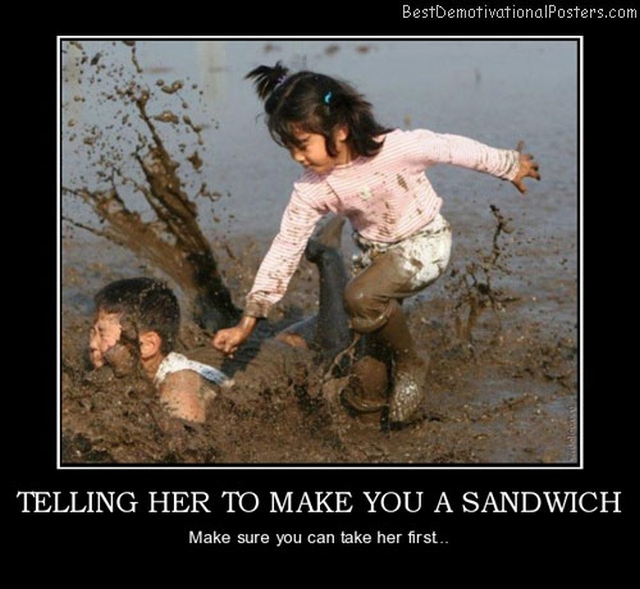 BestDemotivationalPosters.com
TELLING HER TO MAKE YOU A SANDWICH
Make sure you can take her first...